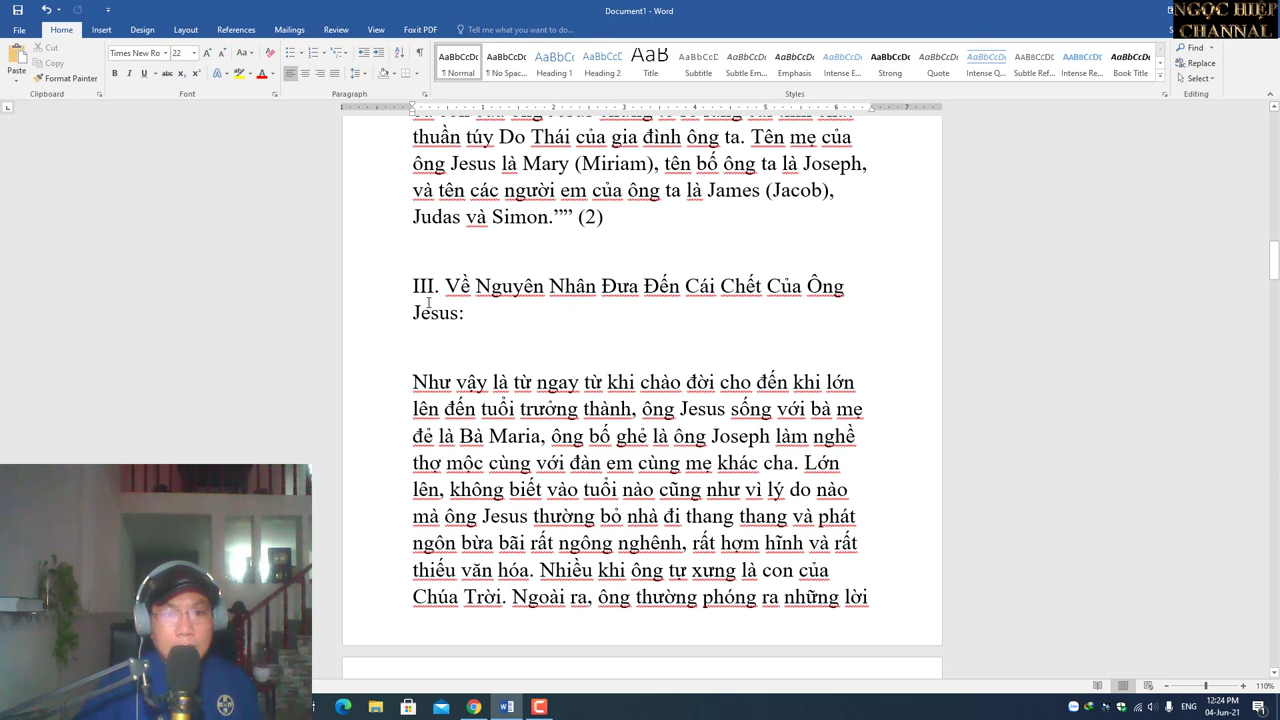 Document1 - Word
NGỌC HIỆP
CHANNEL
File Home Insert Design Layout References Mailings Review View Foxit PDF Tell me what you want to do...
Cut
Copy
Format Painter
Paste
Clipboard
Times New Ro 22
Font
Paragraph
AaBbCcDc AaBbCcDc AaBbCc AaBbCcC AaB AaBbCcC AaBbCcDc AaBbCcDc AaBbCcDc AaBbCcDc AaBbCcDc AaBbCcDc AABBCCDC AABBCCDC AaBbCcDc
¶ Normal ¶ No Spac... Heading 1 Heading 2 Title Subtitle Subtle Em... Emphasis Intense E... Strong Quote Intense Q... Subtle Ref... Intense Re... Book Title
Styles
Find
Replace
Select
Editing
thuần túy Do Thái của gia đình ông ta. Tên mẹ của
ông Jesus là Mary (Miriam), tên bố ông ta là Joseph,
và tên các người em của ông ta là James (Jacob),
Judas và Simon.”” (2)
III. Về Nguyên Nhân Đưa Đến Cái Chết Của Ông
Jesus:
Như vậy là từ ngay từ khi chào đời cho đến khi lớn
lên đến tuổi trưởng thành, ông Jesus sống với bà mẹ
đẻ là Bà Maria, ông bố ghẻ là ông Joseph làm nghề
thợ mộc cùng với đàn em cùng mẹ khác cha. Lớn
lên, không biết vào tuổi nào cũng như vì lý do nào
mà ông Jesus thường bỏ nhà đi thang thang và phát
ngôn bừa bãi rất ngông nghênh, rất hợm hĩnh và rất
thiếu văn hóa. Nhiều khi ông tự xưng là con của
Chúa Trời. Ngoài ra, ông thường phóng ra những lời
110%
12:24 PM
04-Jun-21